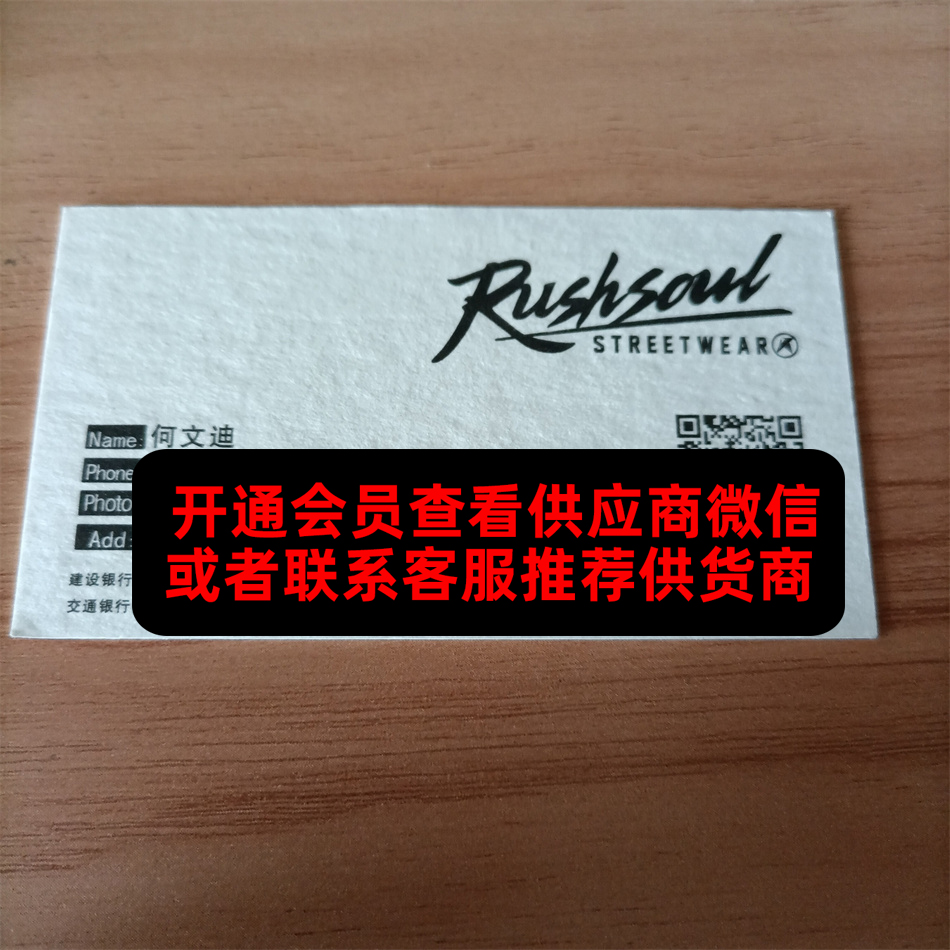 Rushsoul
STREETWEAR
Name: 何文迪
Phone
Photo
Add:
开通会员查看供应商微信
或者联系客服推荐供货商
建设银行
交通银行